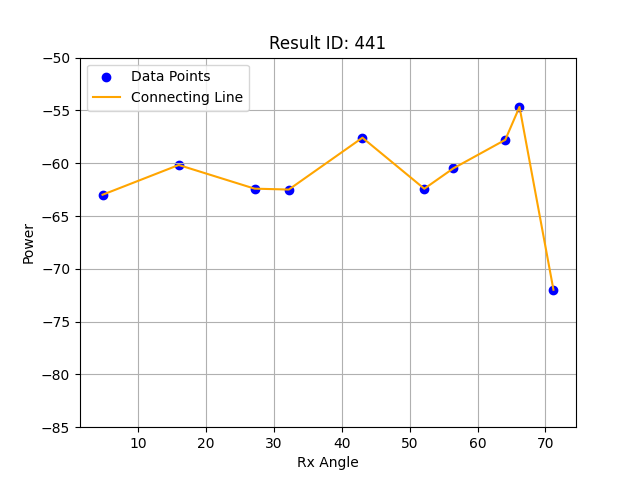 Result ID: 441
Data Points
Connecting Line
Power
−50
−55
−60
−65
−70
−75
−80
−85
10 20 30 40 50 60 70
Rx Angle